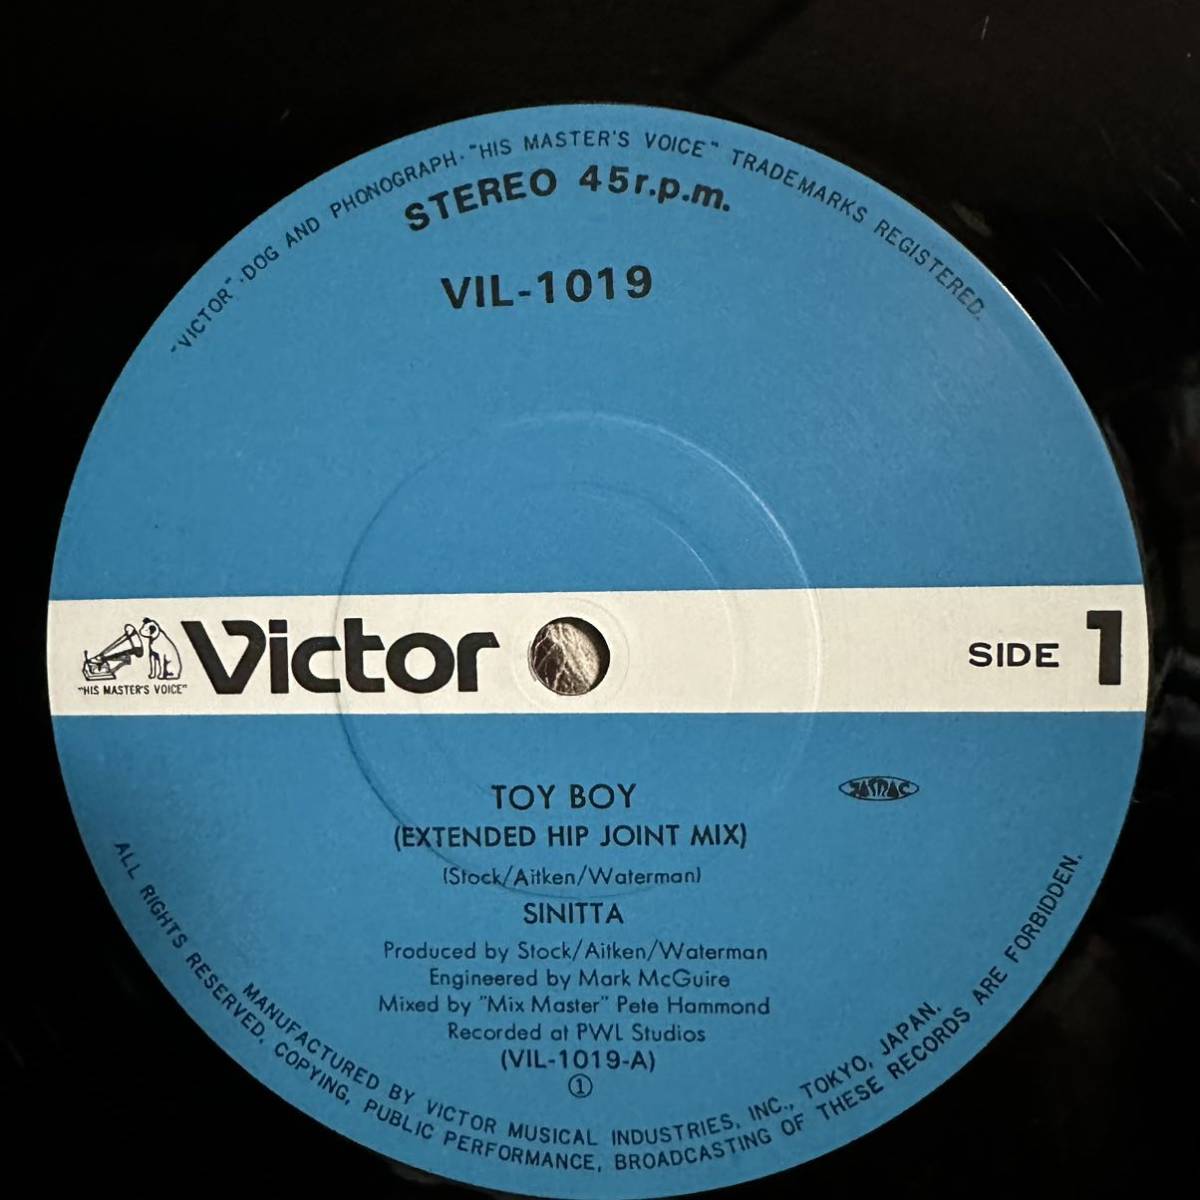 "VICTOR"·DOG AND PHONOGRAPH·"HIS MASTER'S VOICE" TRADEMARKS REGISTERED.
STEREO 45r.p.m.
VIL-1019
"HIS MASTER'S VOICE"
Victor
SIDE 1
TOY BOY
JASRAC
(EXTENDED HIP JOINT MIX)
(Stock/Aitken/Waterman)
SINITTA
Produced by Stock/Aitken/Waterman
Engineered by Mark McGuire
Mixed by "Mix Master" Pete Hammond
Recorded at PWL Studios
(VIL-1019-A)
①
MANUFACTURED BY VICTOR MUSICAL INDUSTRIES, INC., TOKYO, JAPAN.
ALL RIGHTS RESERVED, COPYING, PUBLIC PERFORMANCE, BROADCASTING OF THESE RECORDS ARE FORBIDDEN.